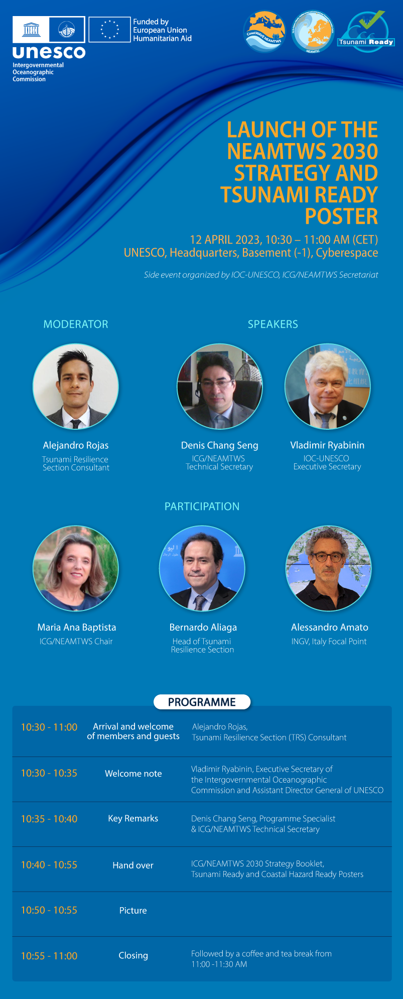 unesco
Intergovernmental
Oceanographic
Commission
Funded by
European Union
Humanitarian Aid
CoastWAVE NEAMTWS
NEAMTIC
Tsunami Ready
LAUNCH OF THE
NEAMTWS 2030
STRATEGY AND
TSUNAMI READY
POSTER
12 APRIL 2023, 10:30 – 11:00 AM (CET)
UNESCO, Headquarters, Basement (-1), Cyberespace
Side event organized by IOC-UNESCO, ICG/NEAMTWS Secretariat
MODERATOR
Alejandro Rojas
Tsunami Resilience
Section Consultant
SPEAKERS
Denis Chang Seng
ICG/NEAMTWS
Technical Secretary
Vladimir Ryabinin
IOC-UNESCO
Executive Secretary
PARTICIPATION
Maria Ana Baptista
ICG/NEAMTWS Chair
Bernardo Aliaga
Head of Tsunami
Resilience Section
Alessandro Amato
INGV, Italy Focal Point
PROGRAMME
10:30 - 11:00
Arrival and welcome
of members and guests
Alejandro Rojas,
Tsunami Resilience Section (TRS) Consultant
10:30 - 10:35
Welcome note
Vladimir Ryabinin, Executive Secretary of
the Intergovernmental Oceanographic
Commission and Assistant Director General of UNESCO
10:35 - 10:40
Key Remarks
Denis Chang Seng, Programme Specialist
& ICG/NEAMTWS Technical Secretary
10:40 - 10:55
Hand over
ICG/NEAMTWS 2030 Strategy Booklet,
Tsunami Ready and Coastal Hazard Ready Posters
10:50 - 10:55
Picture
10:55 - 11:00
Closing
Followed by a coffee and tea break from
11:00 -11:30 AM